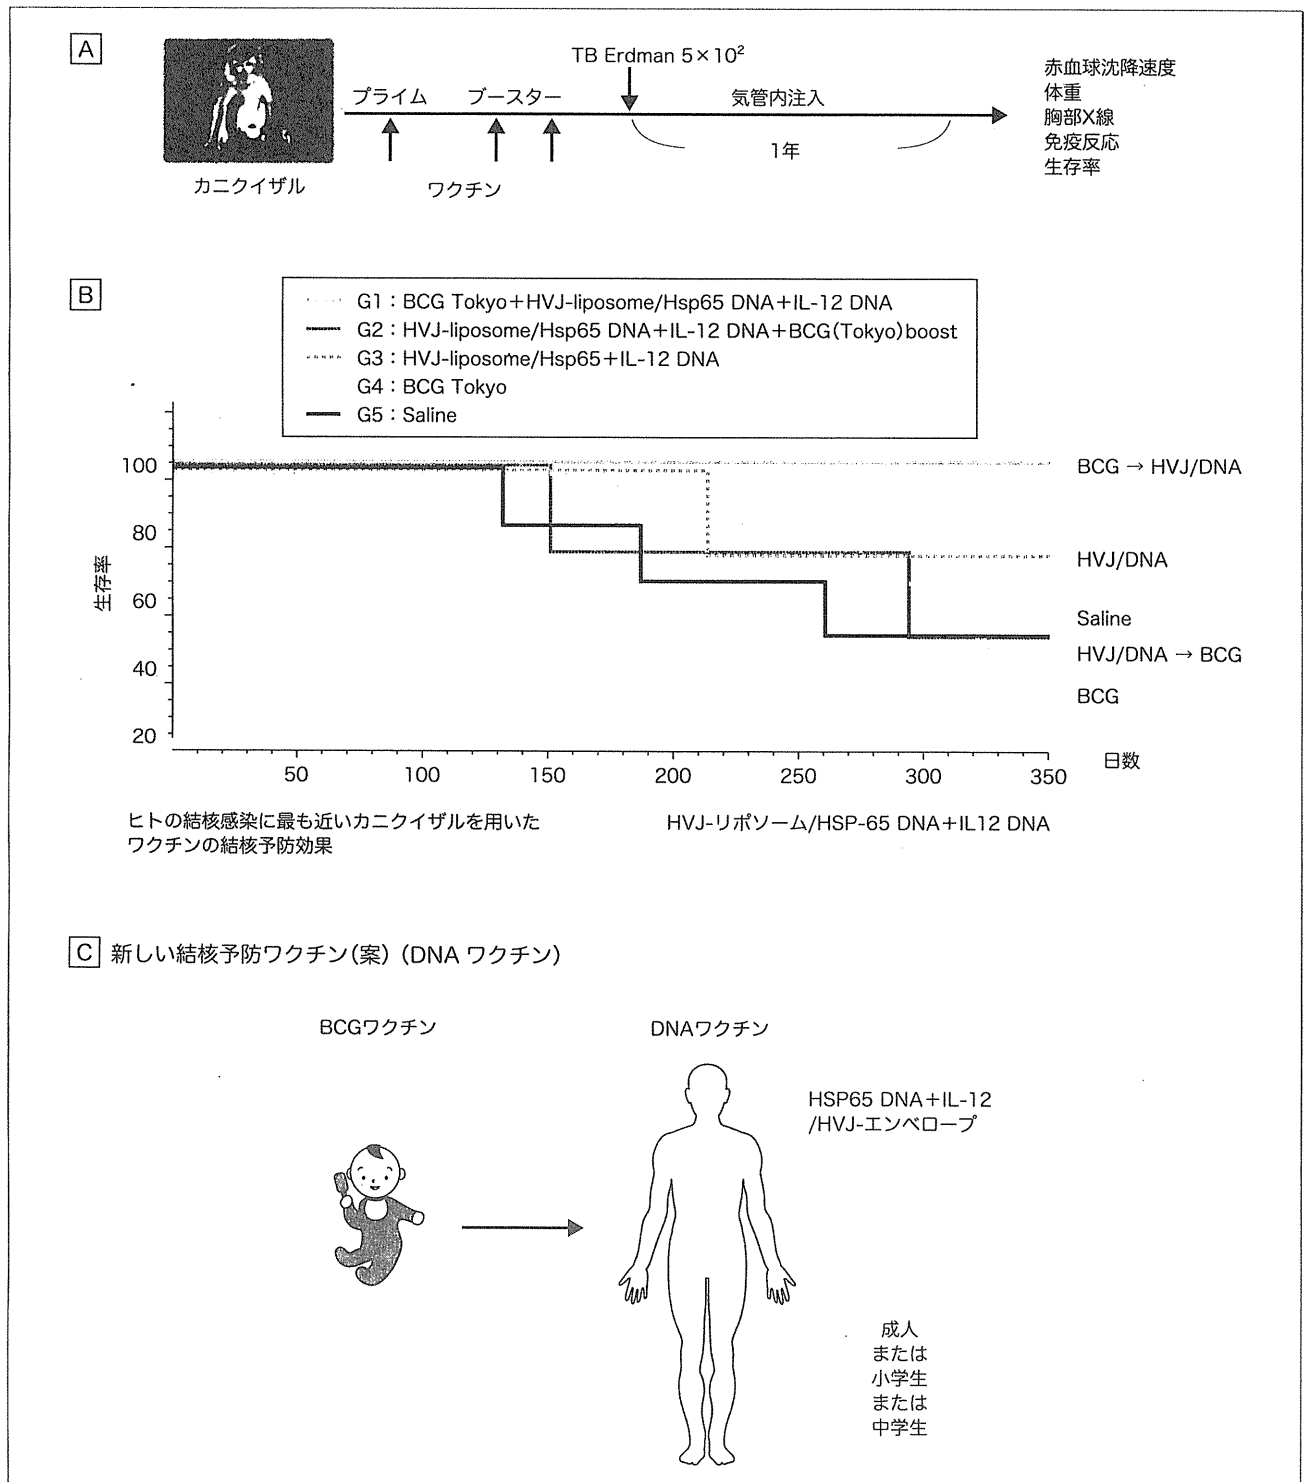 A
TB Erdman 5×10²
プライム
ブースター
気管内注入
1年
カニクイザル
ワクチン
赤血球沈降速度
体重
胸部X線
免疫反応
生存率
B
G1：BCG Tokyo＋HVJ-liposome/Hsp65 DNA＋IL-12 DNA
G2：HVJ-liposome/Hsp65 DNA＋IL-12 DNA＋BCG(Tokyo)boost
G3：HVJ-liposome/Hsp65＋IL-12 DNA
G4：BCG Tokyo
G5：Saline
生存率
100
80
60
40
20
50
100
150
200
250
300
350
日数
BCG → HVJ/DNA
HVJ/DNA
Saline
HVJ/DNA → BCG
BCG
ヒトの結核感染に最も近いカニクイザルを用いた
ワクチンの結核予防効果
HVJ-リポソーム/HSP-65 DNA＋IL12 DNA
C 新しい結核予防ワクチン(案)（DNA ワクチン）
BCGワクチン
DNAワクチン
HSP65 DNA＋IL-12
/HVJ-エンベロープ
成人
または
小学生
または
中学生